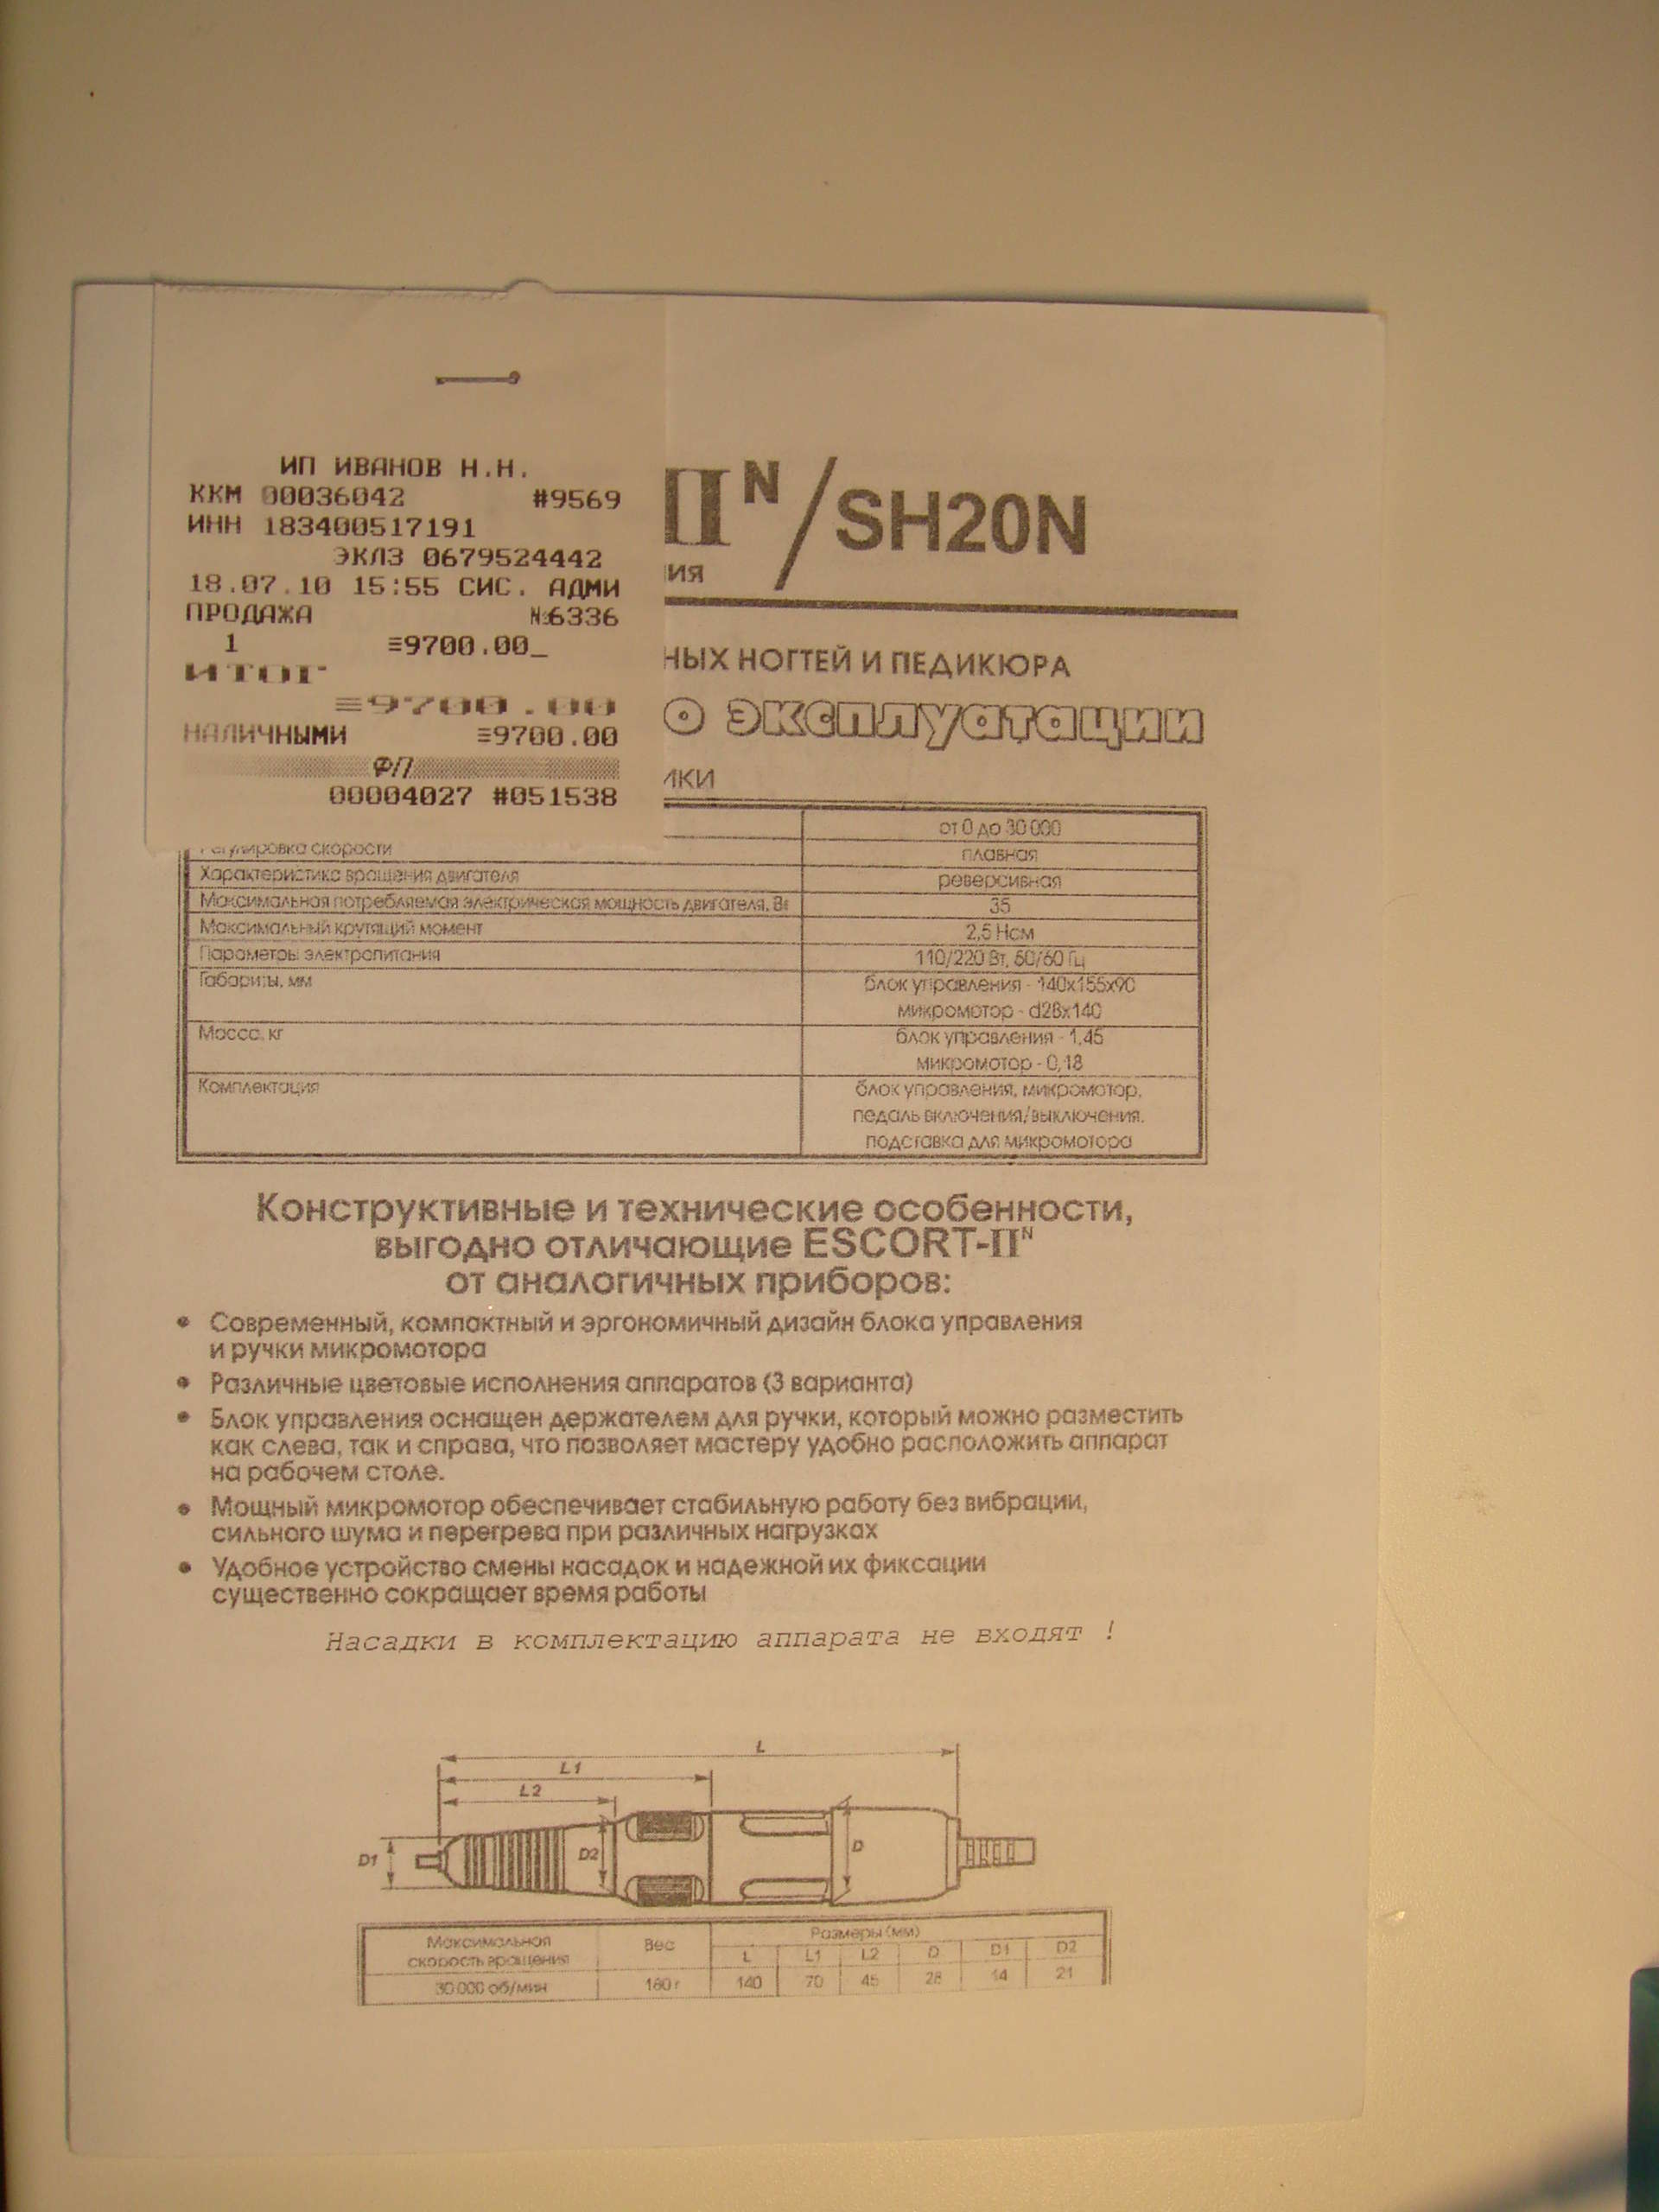 ИП ИВАНОВ Н.Н.
ККМ 00036042 #9569
ИНН 183400517191
ЭКЛЗ 0679524442
18.07.10 15:55 СИС. АДМИ
ПРОДАЖА №6336
1 ≡9700.00_
ИТОГ
≡9700.00
НАЛИЧНЫМИ ≡9700.00
ФП
00004027 #051538
II N/SH20N
ИЯ
НЫХ НОГТЕЙ И ПЕДИКЮРА
о эксплуатации
ИКИ
от 0 до 30 000
Регулировка скорости плавная
Характеристика вращения двигателя реверсивная
Максимальная потребляемая электрическая мощность двигателя, Вт 35
Максимальный крутящий момент 2,5 Нсм
Параметры электропитания 110/220 Вт, 50/60 Гц
Габариты, мм блок управления - 140х155х90
микромотор - d28х140
Масса, кг блок управления - 1,45
микромотор - 0,18
Комплектация блок управления, микромотор,
педаль включения/выключения,
подставка для микромотора
Конструктивные и технические особенности,
выгодно отличающие ESCORT-II N
от аналогичных приборов:
• Современный, компактный и эргономичный дизайн блока управления
и ручки микромотора
• Различные цветовые исполнения аппаратов (3 варианта)
• Блок управления оснащен держателем для ручки, который можно разместить
как слева, так и справа, что позволяет мастеру удобно расположить аппарат
на рабочем столе.
• Мощный микромотор обеспечивает стабильную работу без вибрации,
сильного шума и перегрева при различных нагрузках
• Удобное устройство смены насадок и надежной их фиксации
существенно сокращает время работы
Насадки в комплектацию аппарата не входят !
L
L1
L2
D1 D2 D
Максимальная скорость вращения Вес Размеры (мм)
L L1 L2 D D1 D2
30 000 об/мин 180 г 140 70 45 28 14 21